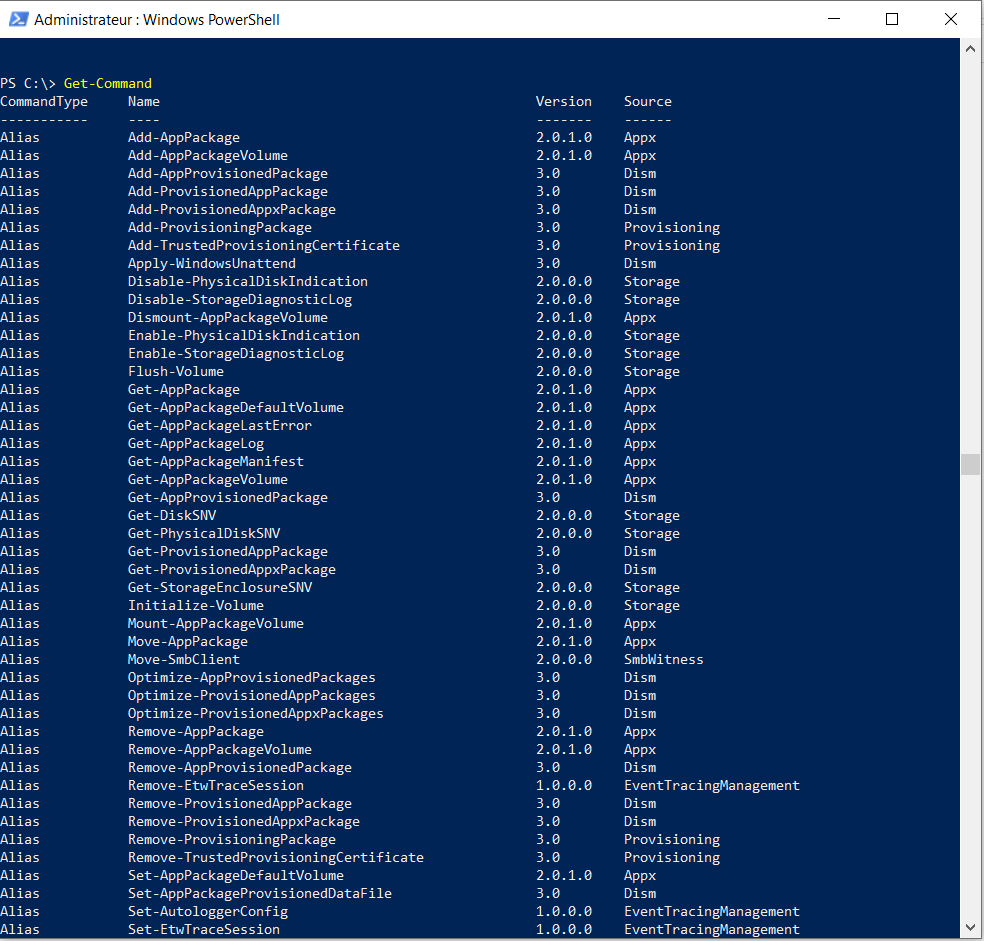 Administrateur : Windows PowerShell
PS C:\> Get-Command
CommandType Name Version Source
----------- ---- ------- ------
Alias Add-AppPackage 2.0.1.0 Appx
Alias Add-AppPackageVolume 2.0.1.0 Appx
Alias Add-AppProvisionedPackage 3.0 Dism
Alias Add-ProvisionedAppPackage 3.0 Dism
Alias Add-ProvisionedAppxPackage 3.0 Dism
Alias Add-ProvisioningPackage 3.0 Provisioning
Alias Add-TrustedProvisioningCertificate 3.0 Provisioning
Alias Apply-WindowsUnattend 3.0 Dism
Alias Disable-PhysicalDiskIndication 2.0.0.0 Storage
Alias Disable-StorageDiagnosticLog 2.0.0.0 Storage
Alias Dismount-AppPackageVolume 2.0.1.0 Appx
Alias Enable-PhysicalDiskIndication 2.0.0.0 Storage
Alias Enable-StorageDiagnosticLog 2.0.0.0 Storage
Alias Flush-Volume 2.0.0.0 Storage
Alias Get-AppPackage 2.0.1.0 Appx
Alias Get-AppPackageDefaultVolume 2.0.1.0 Appx
Alias Get-AppPackageLastError 2.0.1.0 Appx
Alias Get-AppPackageLog 2.0.1.0 Appx
Alias Get-AppPackageManifest 2.0.1.0 Appx
Alias Get-AppPackageVolume 2.0.1.0 Appx
Alias Get-AppProvisionedPackage 3.0 Dism
Alias Get-DiskSNV 2.0.0.0 Storage
Alias Get-PhysicalDiskSNV 2.0.0.0 Storage
Alias Get-ProvisionedAppPackage 3.0 Dism
Alias Get-ProvisionedAppxPackage 3.0 Dism
Alias Get-StorageEnclosureSNV 2.0.0.0 Storage
Alias Initialize-Volume 2.0.0.0 Storage
Alias Mount-AppPackageVolume 2.0.1.0 Appx
Alias Move-AppPackage 2.0.1.0 Appx
Alias Move-SmbClient 2.0.0.0 SmbWitness
Alias Optimize-AppProvisionedPackages 3.0 Dism
Alias Optimize-ProvisionedAppPackages 3.0 Dism
Alias Optimize-ProvisionedAppxPackages 3.0 Dism
Alias Remove-AppPackage 2.0.1.0 Appx
Alias Remove-AppPackageVolume 2.0.1.0 Appx
Alias Remove-AppProvisionedPackage 3.0 Dism
Alias Remove-EtwTraceSession 1.0.0.0 EventTracingManagement
Alias Remove-ProvisionedAppPackage 3.0 Dism
Alias Remove-ProvisionedAppxPackage 3.0 Dism
Alias Remove-ProvisioningPackage 3.0 Provisioning
Alias Remove-TrustedProvisioningCertificate 3.0 Provisioning
Alias Set-AppPackageDefaultVolume 2.0.1.0 Appx
Alias Set-AppPackageProvisionedDataFile 3.0 Dism
Alias Set-AutologgerConfig 1.0.0.0 EventTracingManagement
Alias Set-EtwTraceSession 1.0.0.0 EventTracingManagement